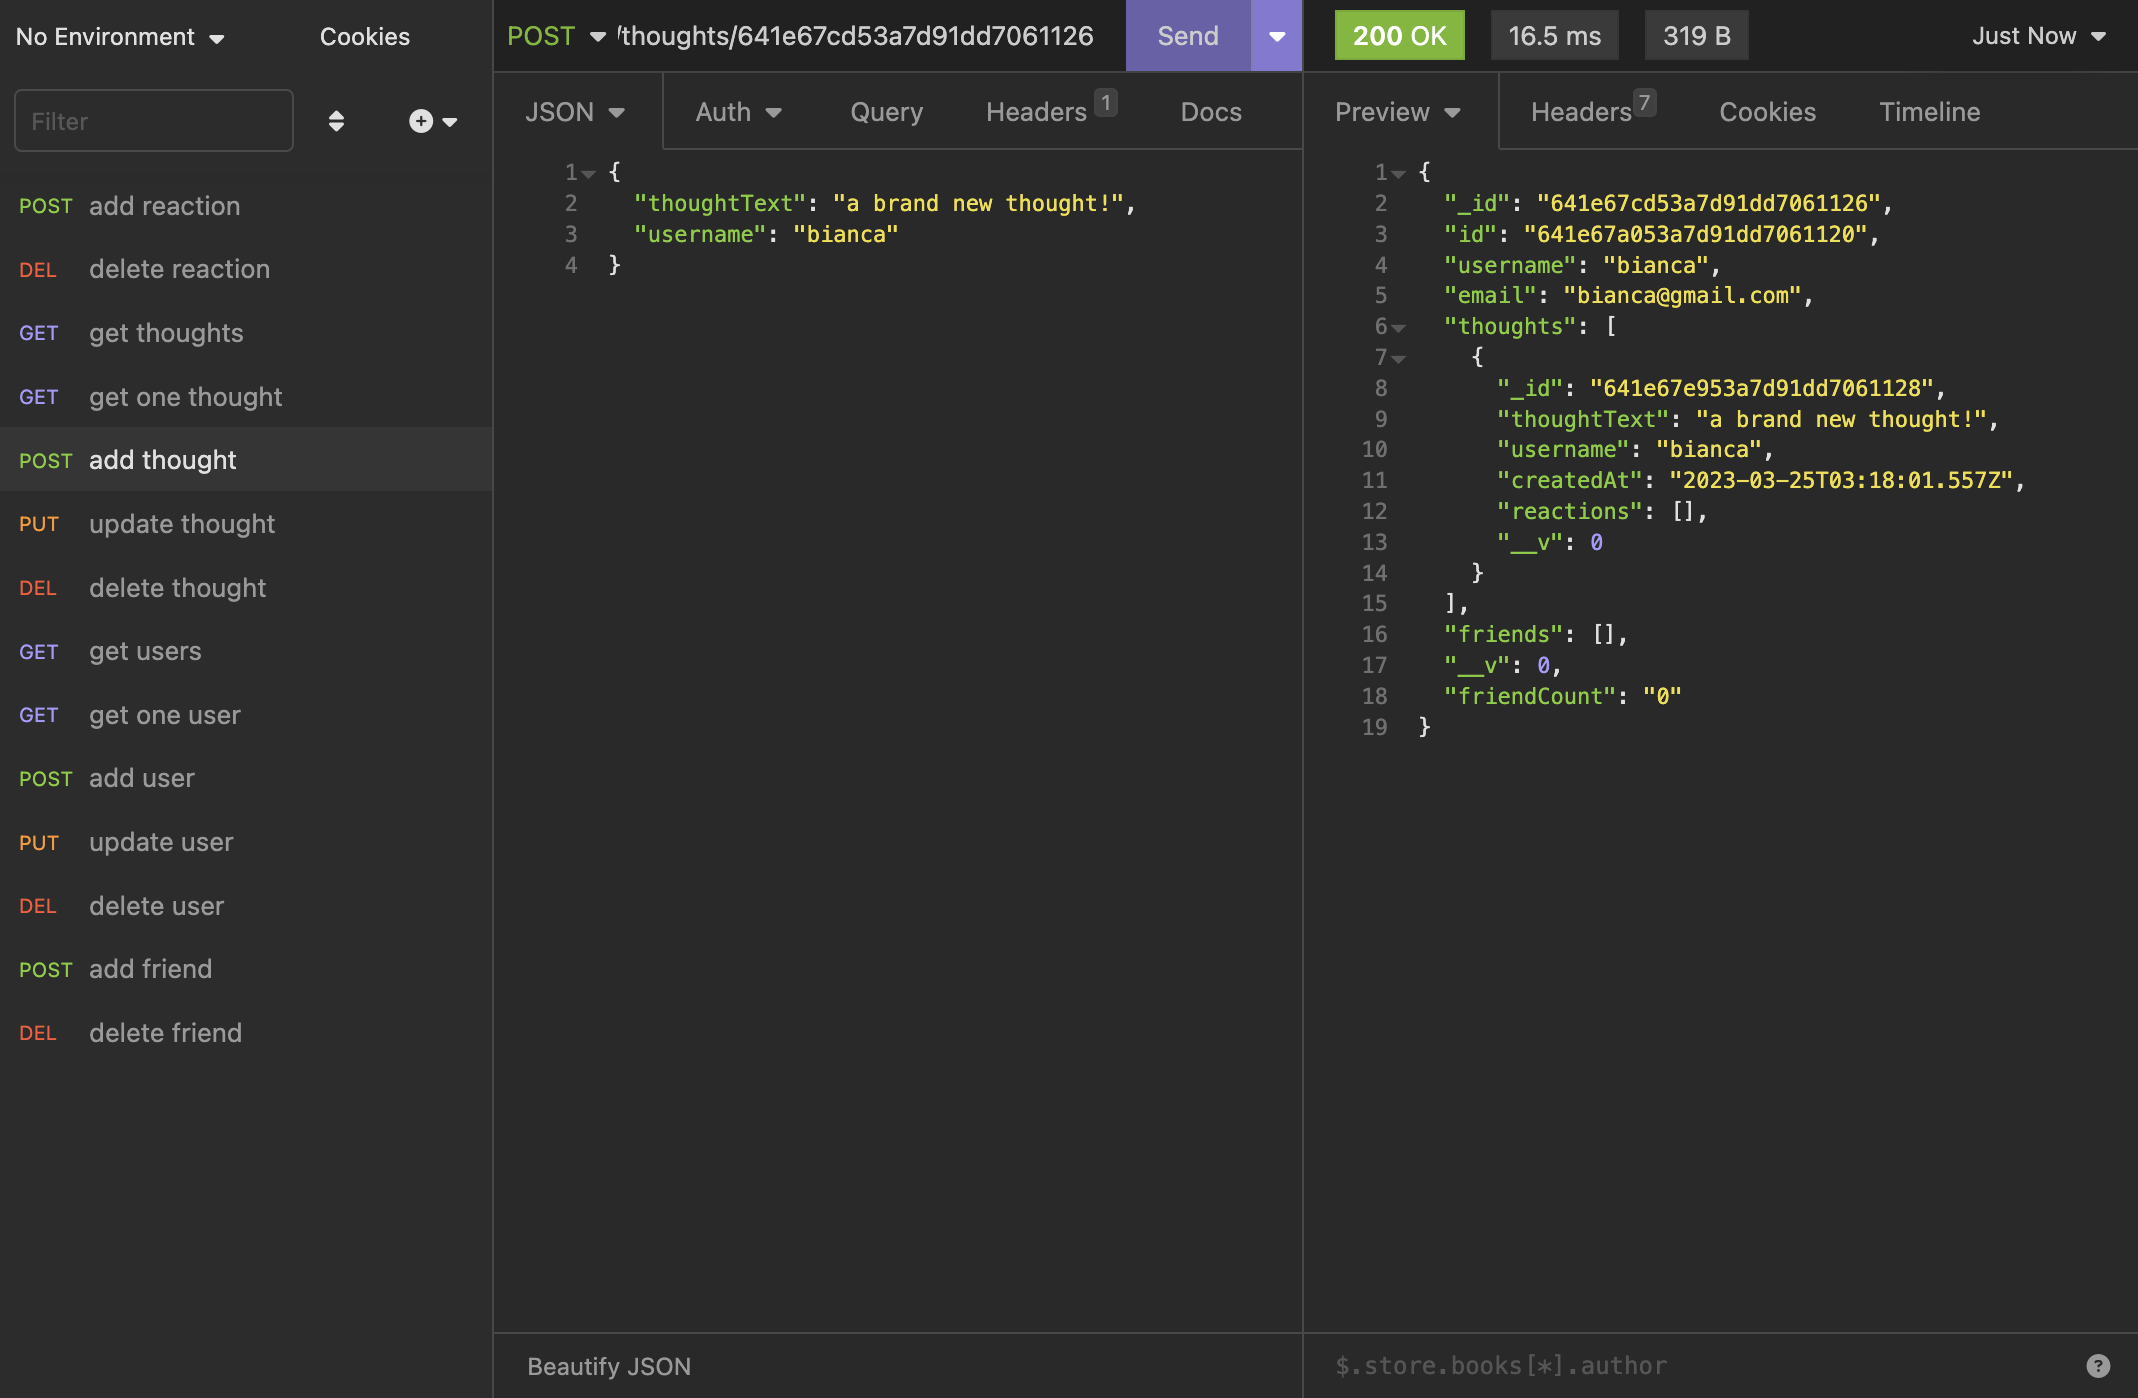 No Environment Cookies
Filter
POST add reaction
DEL delete reaction
GET get thoughts
GET get one thought
POST add thought
PUT update thought
DEL delete thought
GET get users
GET get one user
POST add user
PUT update user
DEL delete user
POST add friend
DEL delete friend
POST /thoughts/641e67cd53a7d91dd7061126 Send
JSON Auth Query Headers 1 Docs
1 {
2 "thoughtText": "a brand new thought!",
3 "username": "bianca"
4 }
Beautify JSON
200 OK 16.5 ms 319 B Just Now
Preview Headers 7 Cookies Timeline
1 {
2 "_id": "641e67cd53a7d91dd7061126",
3 "id": "641e67a053a7d91dd7061120",
4 "username": "bianca",
5 "email": "bianca@gmail.com",
6 "thoughts": [
7 {
8 "_id": "641e67e953a7d91dd7061128",
9 "thoughtText": "a brand new thought!",
10 "username": "bianca",
11 "createdAt": "2023-03-25T03:18:01.557Z",
12 "reactions": [],
13 "__v": 0
14 }
15 ],
16 "friends": [],
17 "__v": 0,
18 "friendCount": "0"
19 }
$.store.books[*].author ?